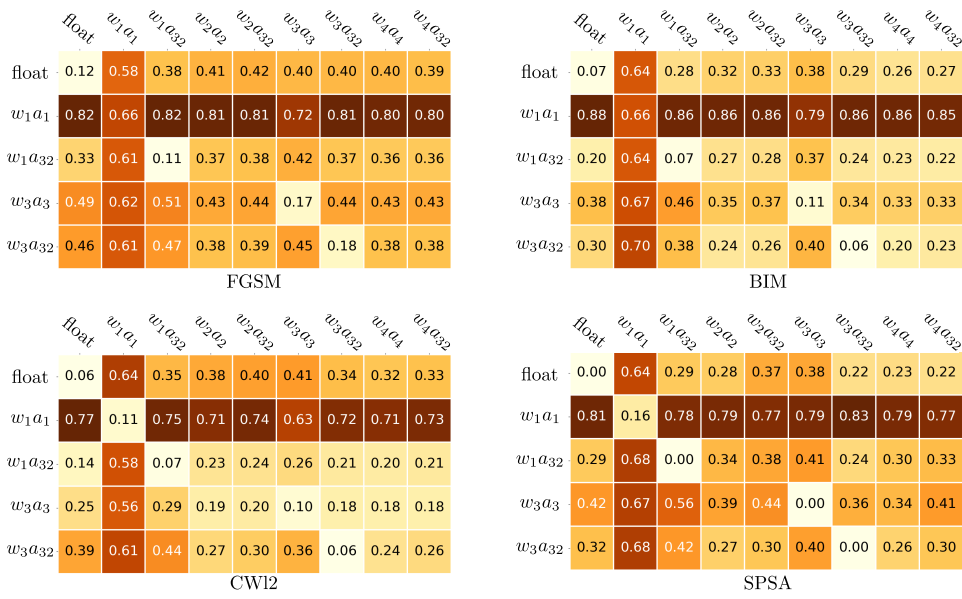 float w₁a₁ w₁a₃₂ w₂a₂ w₂a₃₂ w₃a₃ w₃a₃₂ w₄a₄ w₄a₃₂
float 0.12 0.58 0.38 0.41 0.42 0.40 0.40 0.40 0.39
w₁a₁ 0.82 0.66 0.82 0.81 0.81 0.72 0.81 0.80 0.80
w₁a₃₂ 0.33 0.61 0.11 0.37 0.38 0.42 0.37 0.36 0.36
w₃a₃ 0.49 0.62 0.51 0.43 0.44 0.17 0.44 0.43 0.43
w₃a₃₂ 0.46 0.61 0.47 0.38 0.39 0.45 0.18 0.38 0.38
FGSM
float w₁a₁ w₁a₃₂ w₂a₂ w₂a₃₂ w₃a₃ w₃a₃₂ w₄a₄ w₄a₃₂
float 0.07 0.64 0.28 0.32 0.33 0.38 0.29 0.26 0.27
w₁a₁ 0.88 0.66 0.86 0.86 0.86 0.79 0.86 0.86 0.85
w₁a₃₂ 0.20 0.64 0.07 0.27 0.28 0.37 0.24 0.23 0.22
w₃a₃ 0.38 0.67 0.46 0.35 0.37 0.11 0.34 0.33 0.33
w₃a₃₂ 0.30 0.70 0.38 0.24 0.26 0.40 0.06 0.20 0.23
BIM
float w₁a₁ w₁a₃₂ w₂a₂ w₂a₃₂ w₃a₃ w₃a₃₂ w₄a₄ w₄a₃₂
float 0.06 0.64 0.35 0.38 0.40 0.41 0.34 0.32 0.33
w₁a₁ 0.77 0.11 0.75 0.71 0.74 0.63 0.72 0.71 0.73
w₁a₃₂ 0.14 0.58 0.07 0.23 0.24 0.26 0.21 0.20 0.21
w₃a₃ 0.25 0.56 0.29 0.19 0.20 0.10 0.18 0.18 0.18
w₃a₃₂ 0.39 0.61 0.44 0.27 0.30 0.36 0.06 0.24 0.26
CWl2
float w₁a₁ w₁a₃₂ w₂a₂ w₂a₃₂ w₃a₃ w₃a₃₂ w₄a₄ w₄a₃₂
float 0.00 0.64 0.29 0.28 0.37 0.38 0.22 0.23 0.22
w₁a₁ 0.81 0.16 0.78 0.79 0.77 0.79 0.83 0.79 0.77
w₁a₃₂ 0.29 0.68 0.00 0.34 0.38 0.41 0.24 0.30 0.33
w₃a₃ 0.42 0.67 0.56 0.39 0.44 0.00 0.36 0.34 0.41
w₃a₃₂ 0.32 0.68 0.42 0.27 0.30 0.40 0.00 0.26 0.30
SPSA